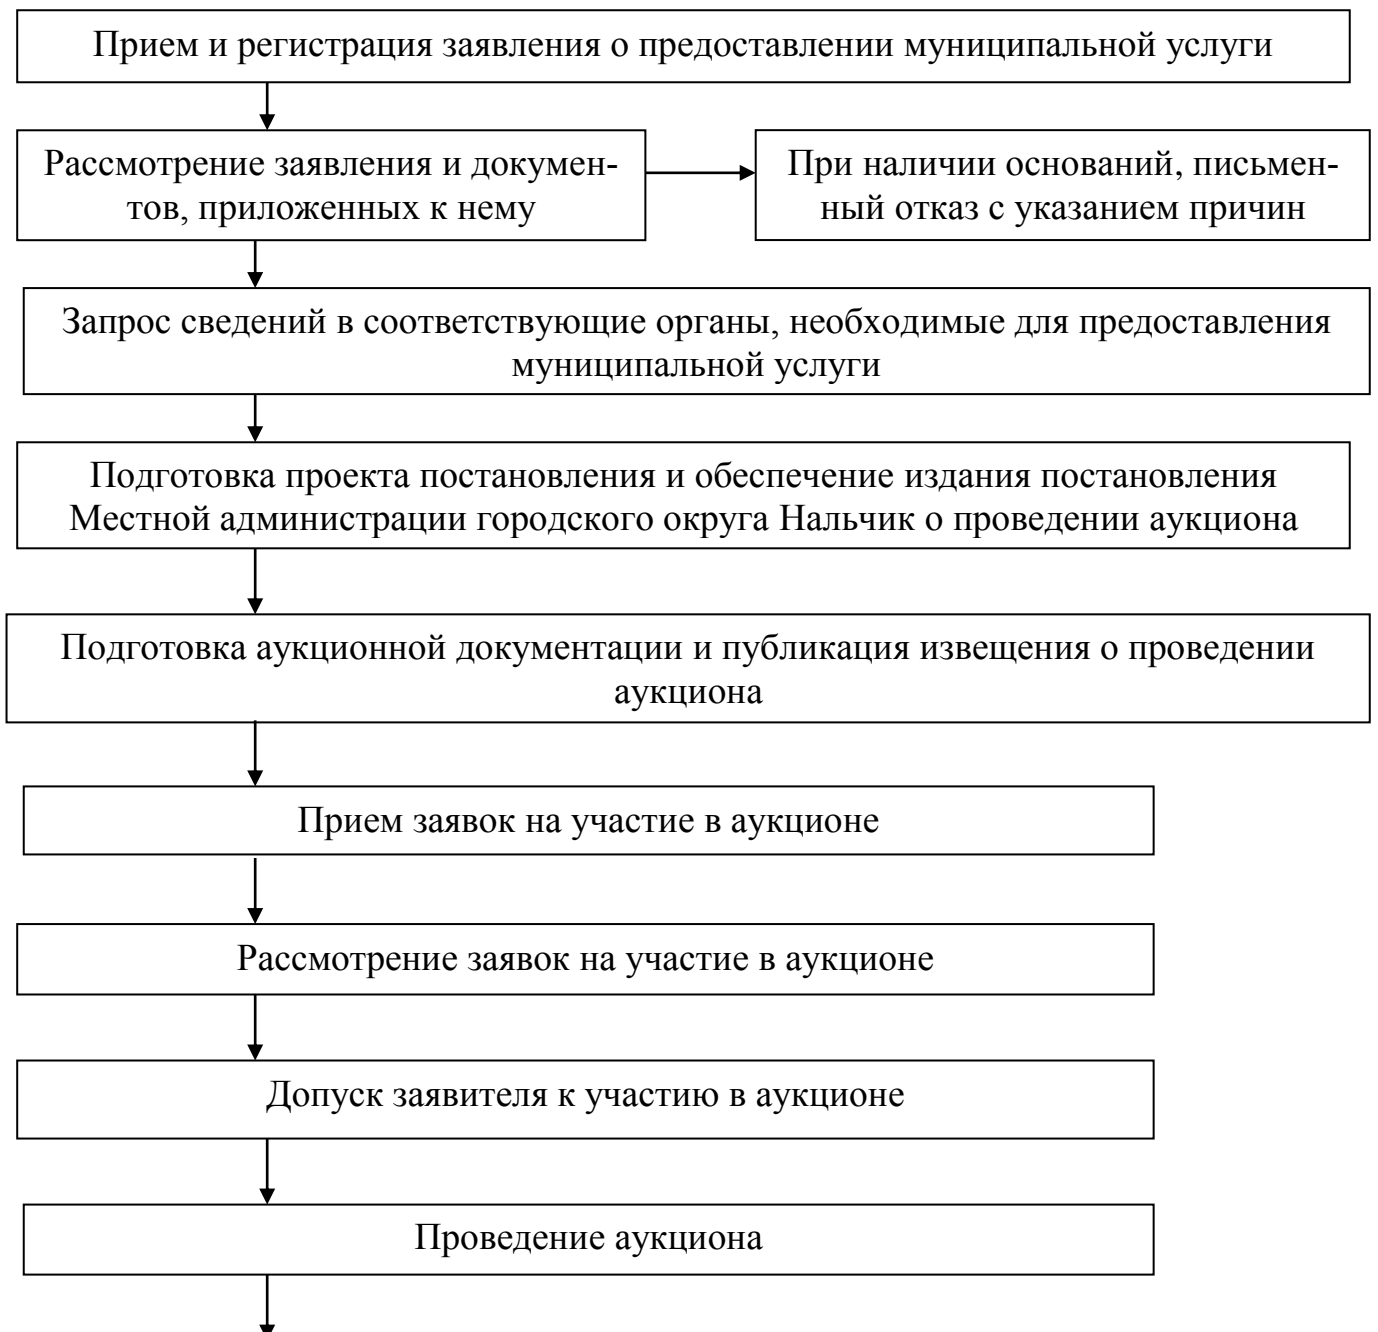 Прием и регистрация заявления о предоставлении муниципальной услуги
Рассмотрение заявления и докумен-
тов, приложенных к нему
При наличии оснований, письмен-
ный отказ с указанием причин
Запрос сведений в соответствующие органы, необходимые для предоставления
муниципальной услуги
Подготовка проекта постановления и обеспечение издания постановления
Местной администрации городского округа Нальчик о проведении аукциона
Подготовка аукционной документации и публикация извещения о проведении
аукциона
Прием заявок на участие в аукционе
Рассмотрение заявок на участие в аукционе
Допуск заявителя к участию в аукционе
Проведение аукциона